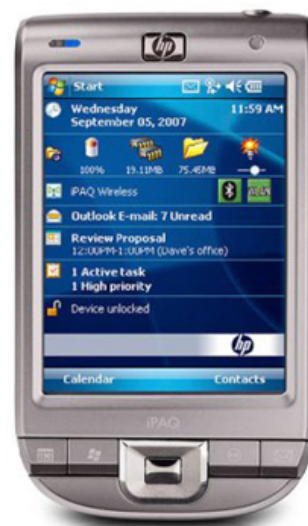 hp
Start
Wednesday 11:59 AM
September 05, 2007
100% 19.11MB 75.45MB
iPAQ Wireless WLAN
Outlook E-mail: 7 Unread
Review Proposal
12:00PM-1:00PM (Dave's office)
1 Active task
1 High priority
Device unlocked
hp
Calendar Contacts
iPAQ